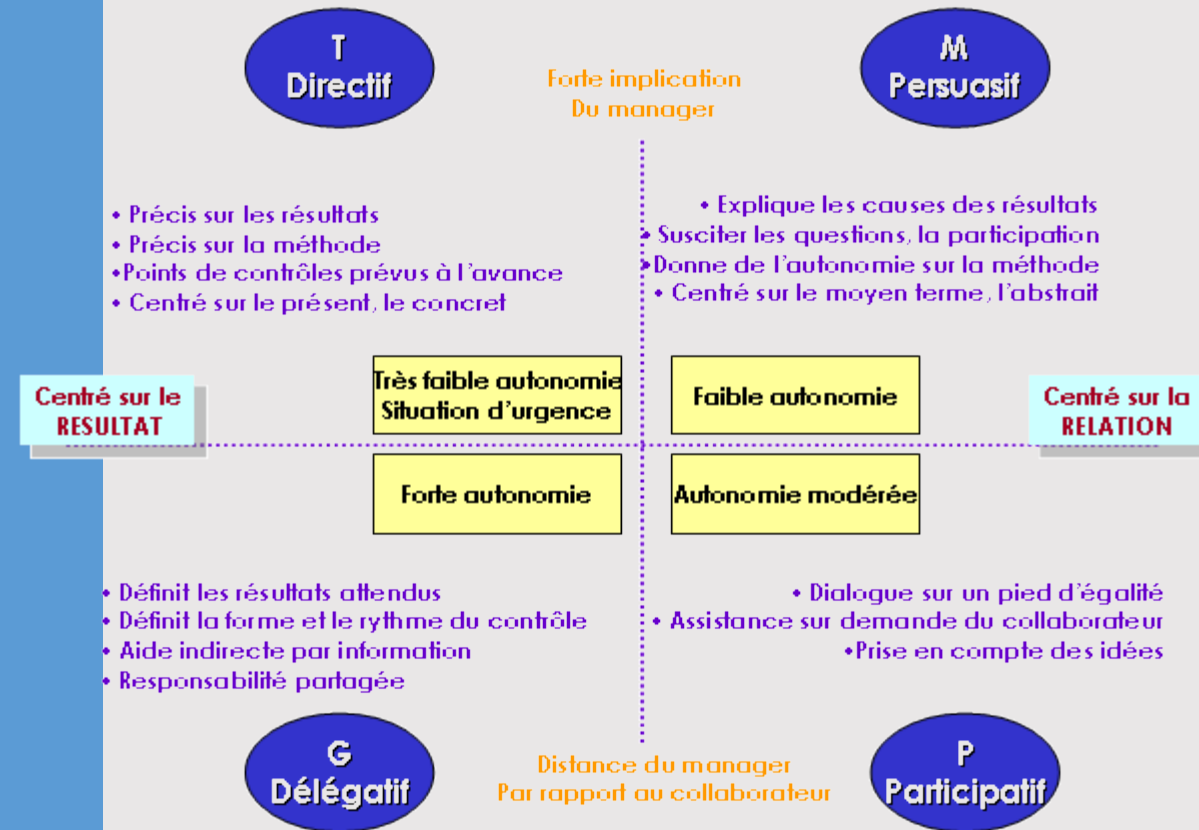 T
Directif
Forte implication
Du manager
M
Persuasif
• Précis sur les résultats
• Précis sur la méthode
•Points de contrôles prévus à l'avance
• Centré sur le présent, le concret
• Explique les causes des résultats
• Susciter les questions, la participation
•Donne de l'autonomie sur la méthode
• Centré sur le moyen terme, l'abstrait
Centré sur le
RESULTAT
Très faible autonomie
Situation d'urgence
Faible autonomie
Centré sur la
RELATION
Forte autonomie
Autonomie modérée
• Définit les résultats attendus
• Définit la forme et le rythme du contrôle
• Aide indirecte par information
• Responsabilité partagée
• Dialogue sur un pied d'égalité
• Assistance sur demande du collaborateur
•Prise en compte des idées
G
Délégatif
Distance du manager
Par rapport au collaborateur
P
Participatif